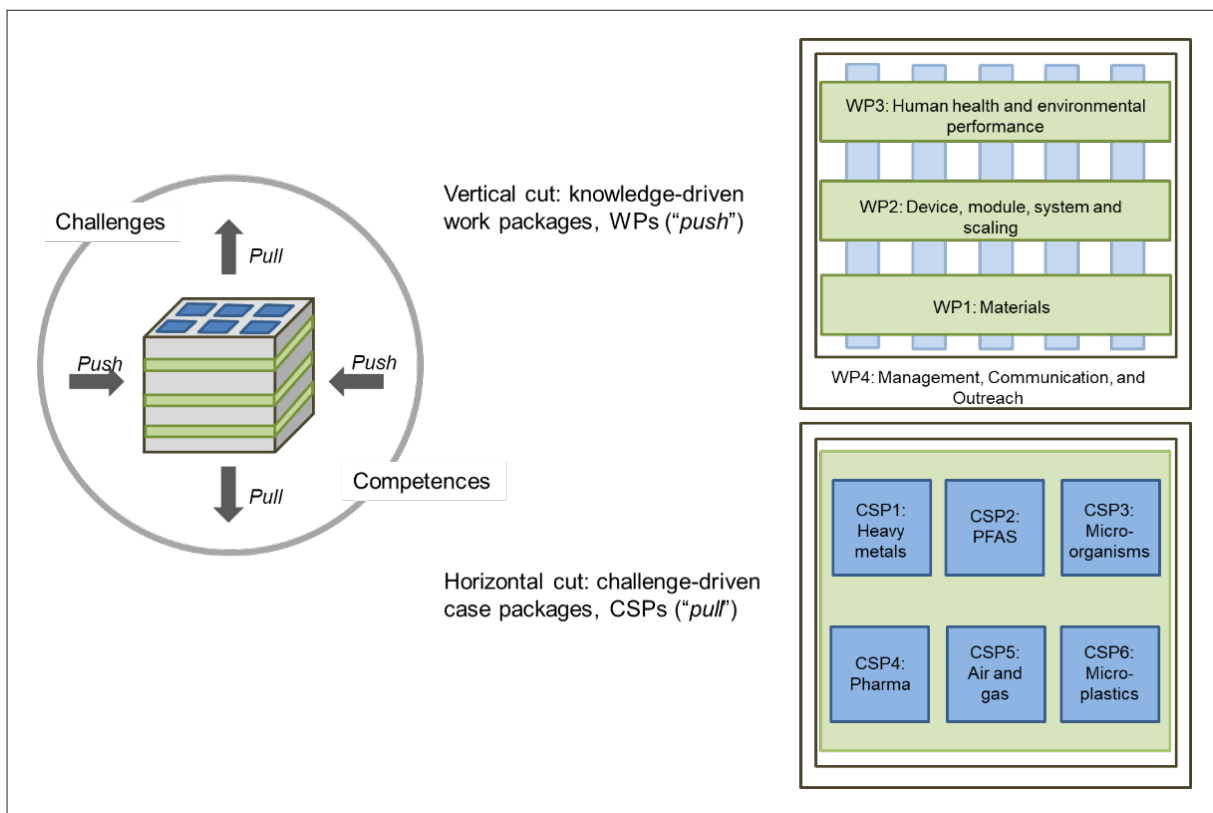 Challenges
Pull
Push
Push
Pull
Competences
Vertical cut: knowledge-driven
work packages, WPs (“push”)
Horizontal cut: challenge-driven
case packages, CSPs (“pull”)
WP3: Human health and environmental
performance
WP2: Device, module, system and
scaling
WP1: Materials
WP4: Management, Communication, and
Outreach
CSP1:
Heavy
metals
CSP2:
PFAS
CSP3:
Micro-
organisms
CSP4:
Pharma
CSP5:
Air and
gas
CSP6:
Micro-
plastics